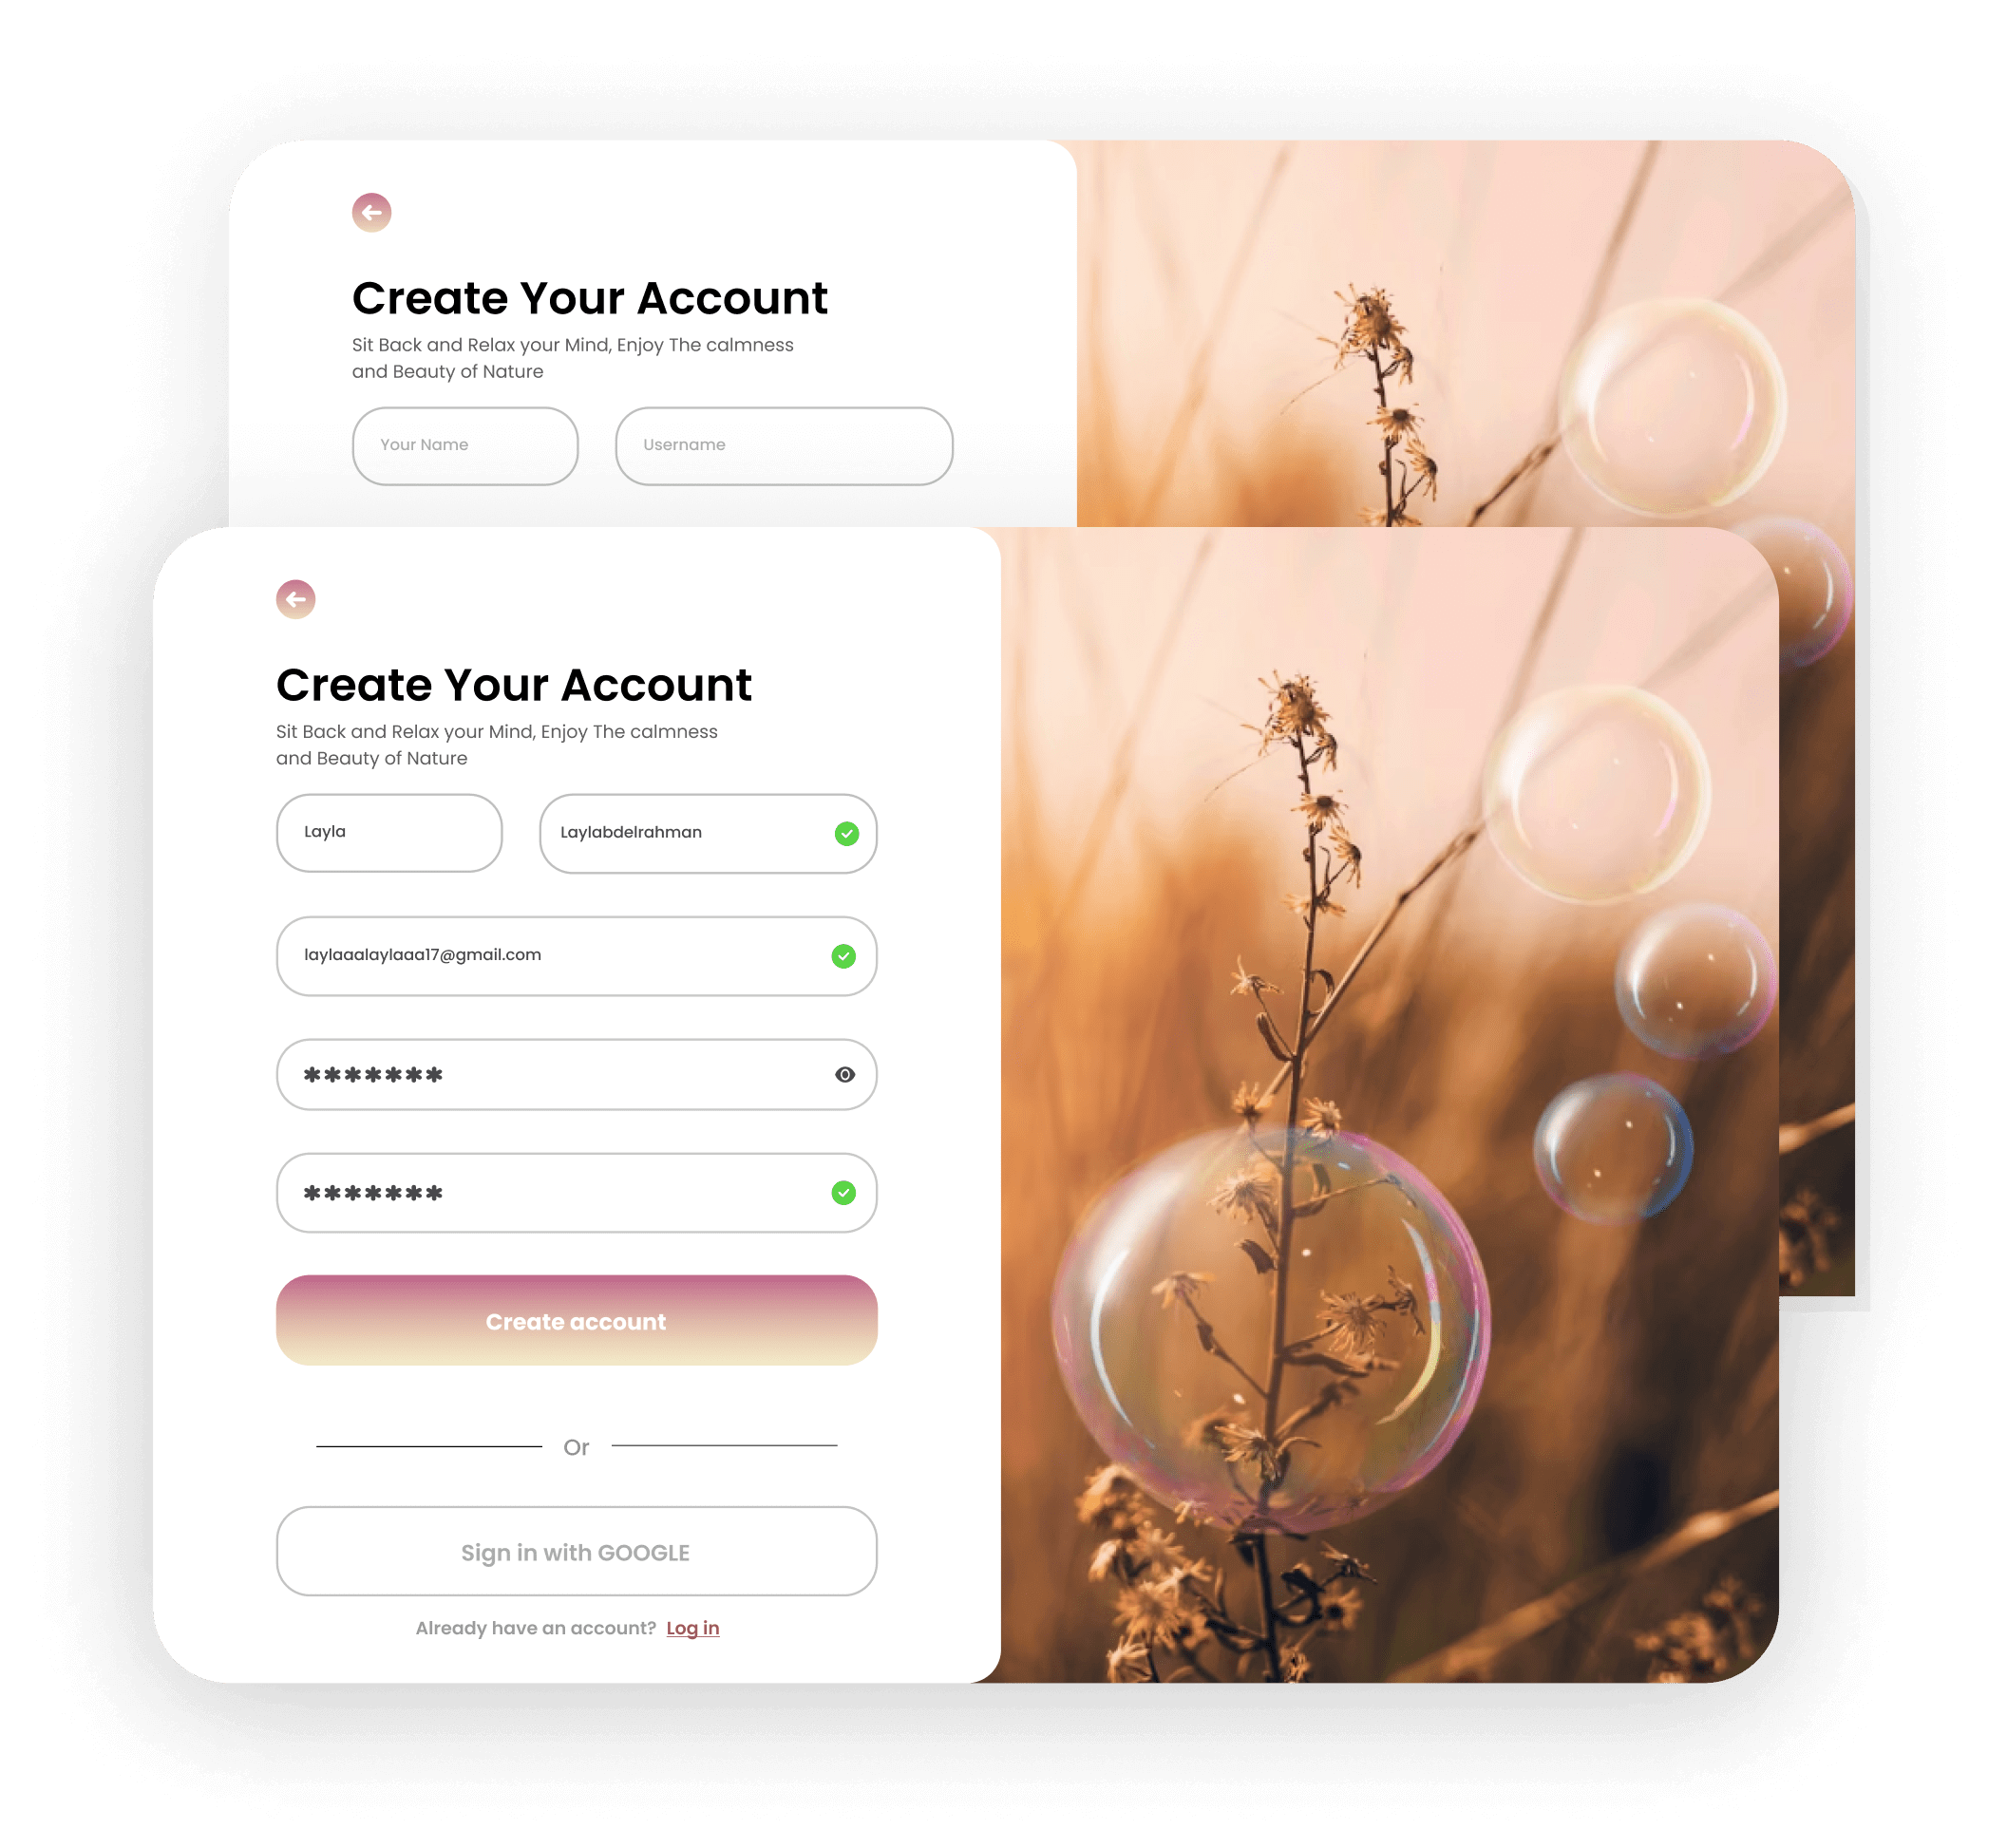 Create Your Account
Sit Back and Relax your Mind, Enjoy The calmness
and Beauty of Nature
Your Name
Username
Create Your Account
Sit Back and Relax your Mind, Enjoy The calmness
and Beauty of Nature
Layla
Laylabdelrahman
laylaaalaylaaa17@gmail.com
*******
*******
Create account
Or
Sign in with GOOGLE
Already have an account? Log in